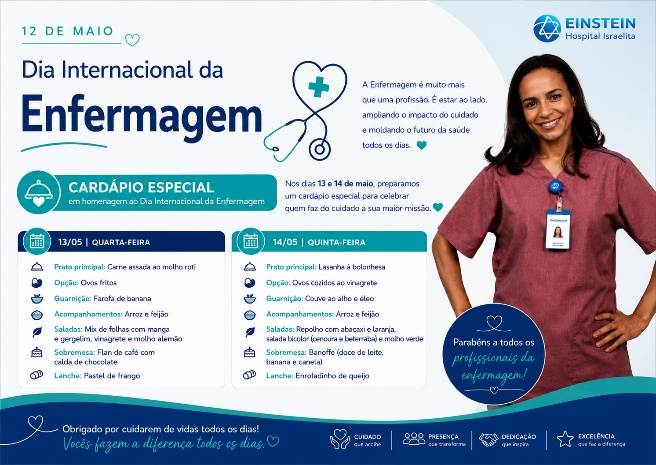 12 DE MAIO
EINSTEIN
Hospital Israelita
Dia Internacional da
Enfermagem
A Enfermagem é muito mais
que uma profissão. É estar ao lado,
ampliando o impacto do cuidado
e moldando o futuro da saúde
todos os dias.
CARDÁPIO ESPECIAL
em homenagem ao Dia Internacional da Enfermagem
Nos dias 13 e 14 de maio, preparamos
um cardápio especial para celebrar
quem faz do cuidado a sua maior missão.
13/05 | QUARTA-FEIRA
Prato principal: Carne assada ao molho roti
Opção: Ovos fritos
Guarnição: Farofa de banana
Acompanhamentos: Arroz e feijão
Saladas: Mix de folhas com manga
e gergelim, vinagrete e molho alemão
Sobremesa: Flan de café com
calda de chocolate
Lanche: Pastel de frango
14/05 | QUINTA-FEIRA
Prato principal: Lasanha à bolonhesa
Opção: Ovos cozidos ao vinagrete
Guarnição: Couve ao alho e óleo
Acompanhamentos: Arroz e feijão
Saladas: Repolho com abacaxi e laranja,
salada bicolor (cenoura e beterraba) e molho verde
Sobremesa: Banoffe (doce de leite,
banana e canela)
Lanche: Enroladinho de queijo
Parabéns a todos os
profissionais da
enfermagem!
Obrigado por cuidarem de vidas todos os dias!
Vocês fazem a diferença todos os dias.
CUIDADO
que acolhe
PRESENÇA
que transforma
DEDICAÇÃO
que inspira
EXCELÊNCIA
que faz a diferença